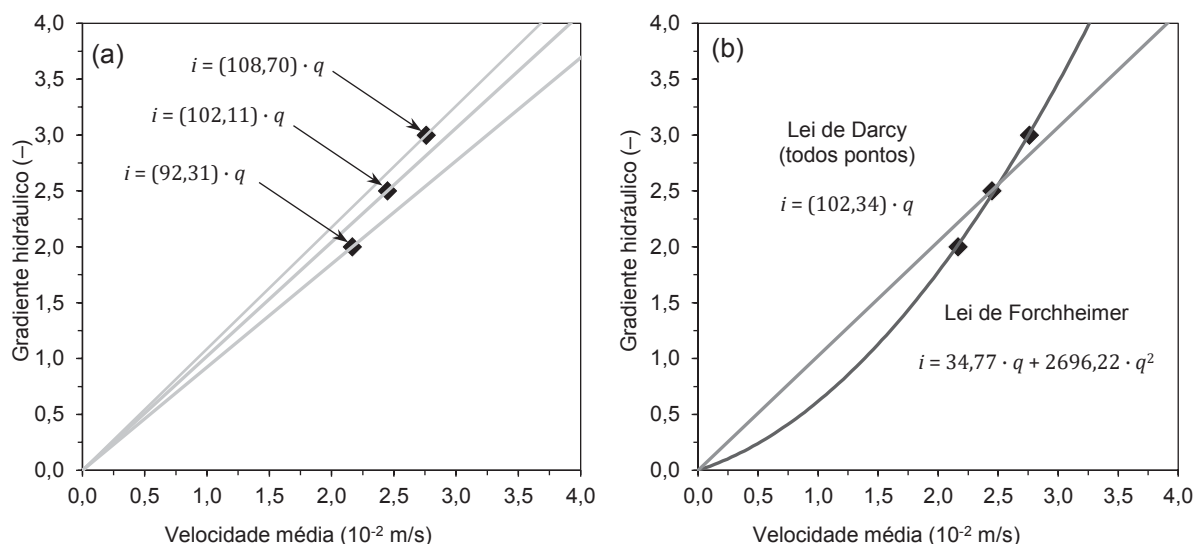 (a)
i = (108,70) · q
i = (102,11) · q
i = (92,31) · q
Gradiente hidráulico (–)
4,0
3,5
3,0
2,5
2,0
1,5
1,0
0,5
0,0
0,0 0,5 1,0 1,5 2,0 2,5 3,0 3,5 4,0
Velocidade média (10⁻² m/s)
(b)
Lei de Darcy
(todos pontos)
i = (102,34) · q
Lei de Forchheimer
i = 34,77 · q + 2696,22 · q²
Gradiente hidráulico (–)
4,0
3,5
3,0
2,5
2,0
1,5
1,0
0,5
0,0
0,0 0,5 1,0 1,5 2,0 2,5 3,0 3,5 4,0
Velocidade média (10⁻² m/s)